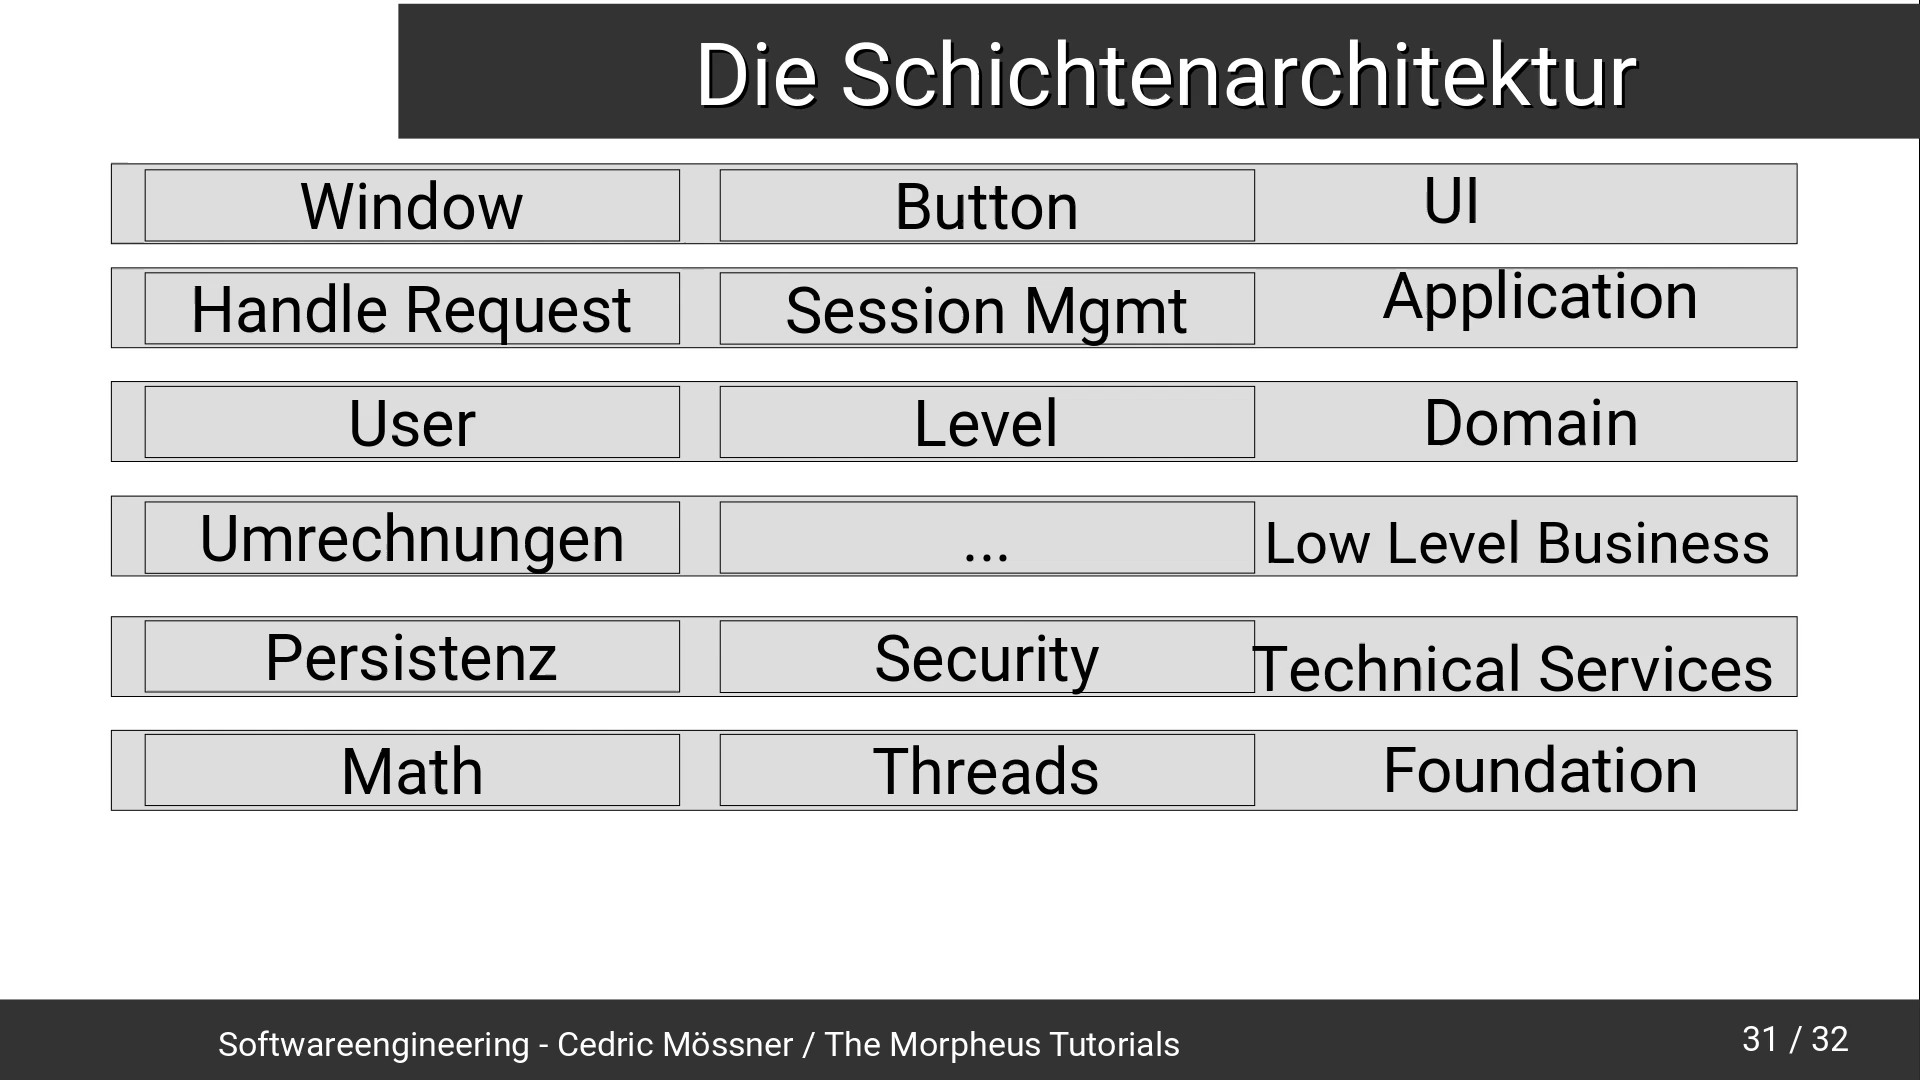 Die Schichtenarchitektur
Window Button UI
Handle Request Session Mgmt Application
User Level Domain
Umrechnungen ... Low Level Business
Persistenz Security Technical Services
Math Threads Foundation
Softwareengineering - Cedric Mössner / The Morpheus Tutorials 31 / 32